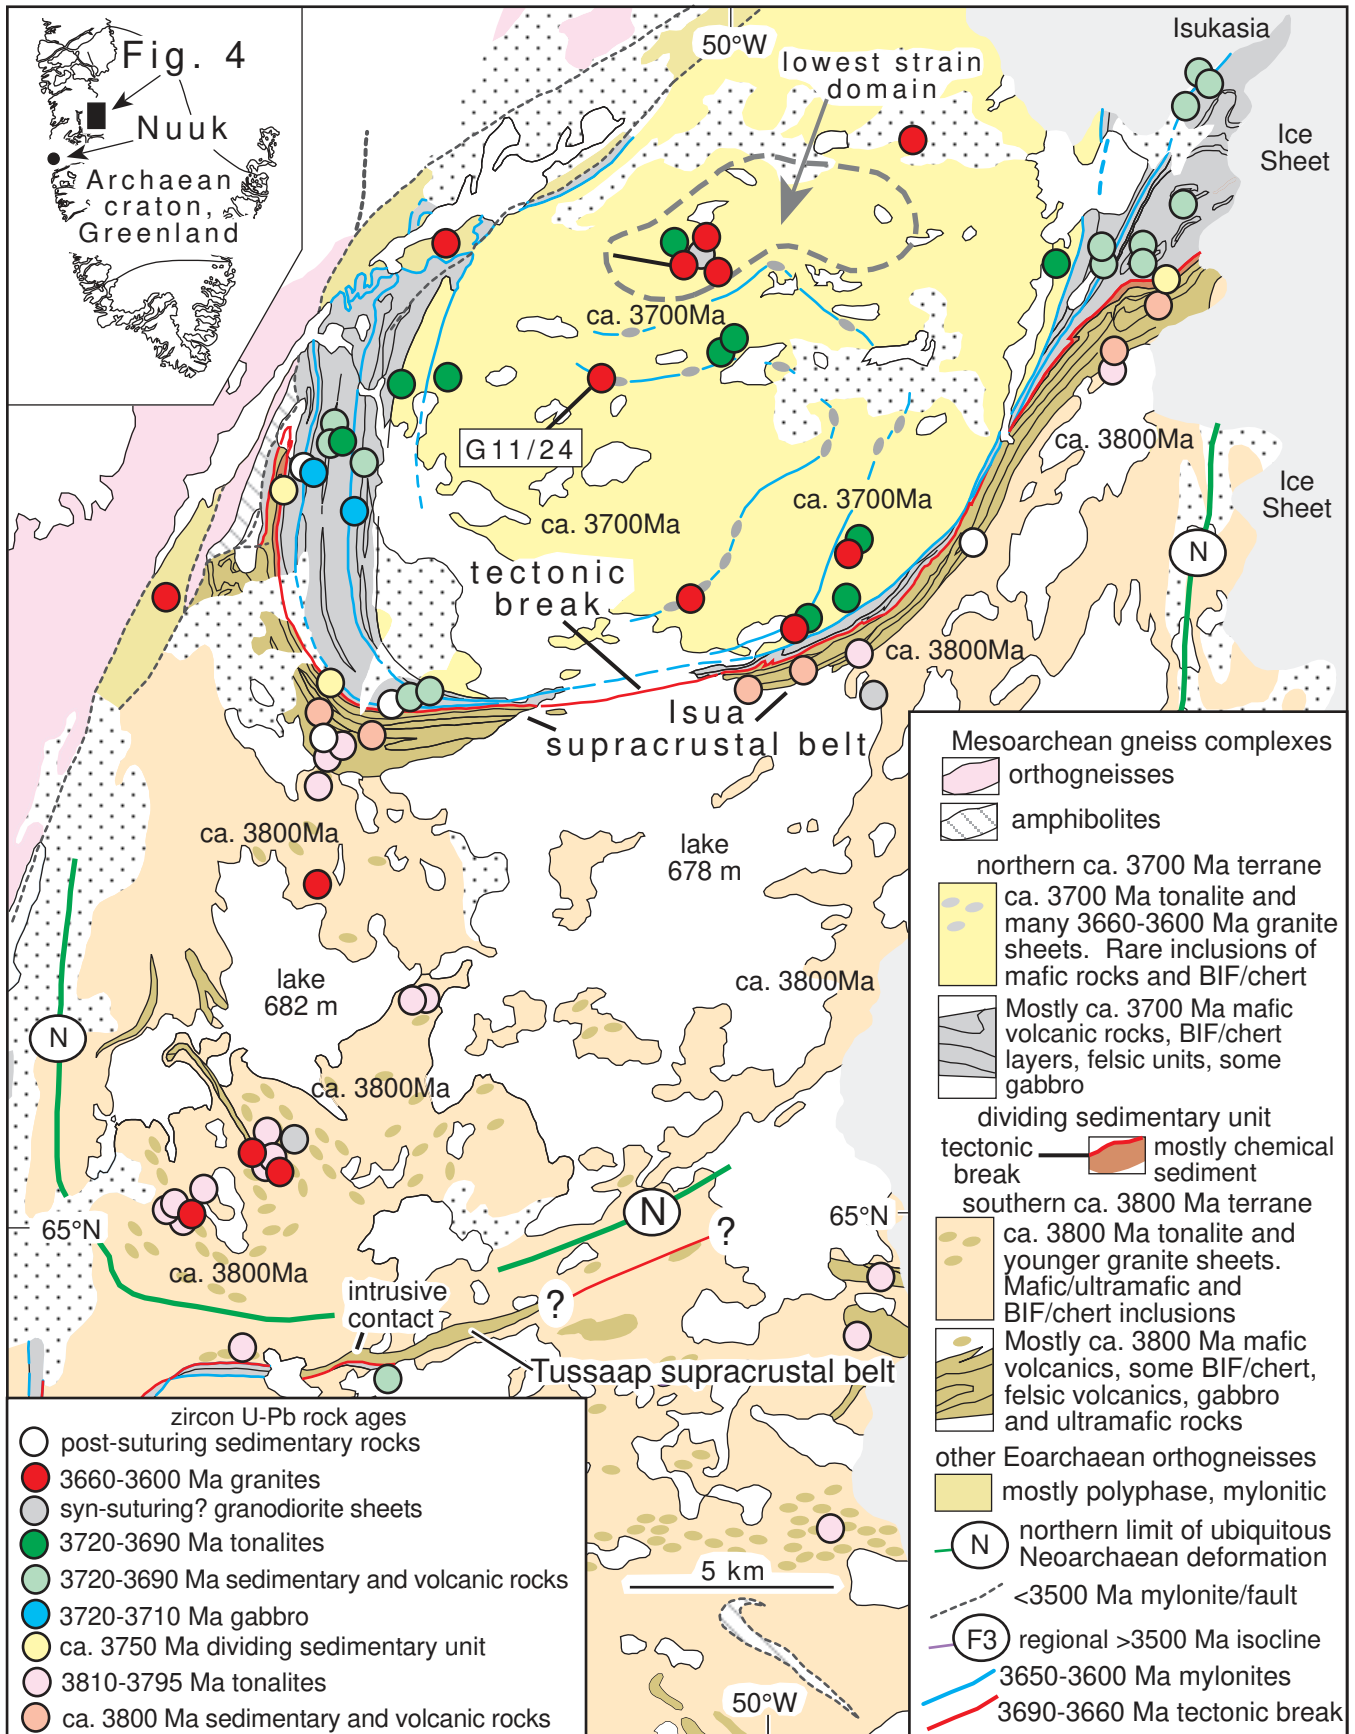 Fig. 4
Nuuk
Archaean
craton,
Greenland
50°W
lowest strain
domain
Isukasia
Ice
Sheet
ca. 3700Ma
G11/24
ca. 3700Ma
ca. 3700Ma
ca. 3800Ma
Ice
Sheet
N
tectonic
break
ca. 3800Ma
Isua
supracrustal belt
ca. 3800Ma
lake
678 m
lake
682 m
ca. 3800Ma
N
ca. 3800Ma
N
65°N
65°N
?
ca. 3800Ma
intrusive
contact
?
Tussaap supracrustal belt
5 km
50°W
zircon U-Pb rock ages
post-suturing sedimentary rocks
3660-3600 Ma granites
syn-suturing? granodiorite sheets
3720-3690 Ma tonalites
3720-3690 Ma sedimentary and volcanic rocks
3720-3710 Ma gabbro
ca. 3750 Ma dividing sedimentary unit
3810-3795 Ma tonalites
ca. 3800 Ma sedimentary and volcanic rocks
Mesoarchean gneiss complexes
orthogneisses
amphibolites
northern ca. 3700 Ma terrane
ca. 3700 Ma tonalite and
many 3660-3600 Ma granite
sheets. Rare inclusions of
mafic rocks and BIF/chert
Mostly ca. 3700 Ma mafic
volcanic rocks, BIF/chert
layers, felsic units, some
gabbro
dividing sedimentary unit
tectonic
break
mostly chemical
sediment
southern ca. 3800 Ma terrane
ca. 3800 Ma tonalite and
younger granite sheets.
Mafic/ultramafic and
BIF/chert inclusions
Mostly ca. 3800 Ma mafic
volcanics, some BIF/chert,
felsic volcanics, gabbro
and ultramafic rocks
other Eoarchaean orthogneisses
mostly polyphase, mylonitic
N
northern limit of ubiquitous
Neoarchaean deformation
<3500 Ma mylonite/fault
F3
regional >3500 Ma isocline
3650-3600 Ma mylonites
3690-3660 Ma tectonic break